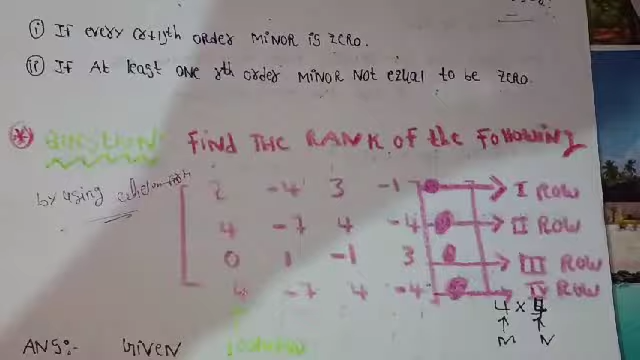 (i) If every (r+1)th order MINOR is ZERO.
(ii) If At least ONE rth order MINOR NOT equal to be ZERO
(*) QUESTION: Find THE RANK OF the Following
by using
2 -4 3 -1 → I ROW
4 -7 4 -4 → II ROW
0 1 -1 3 → III ROW
4 -7 4 -4 → IV ROW
4 x 4
↑ ↑
M N
ANS:- Given